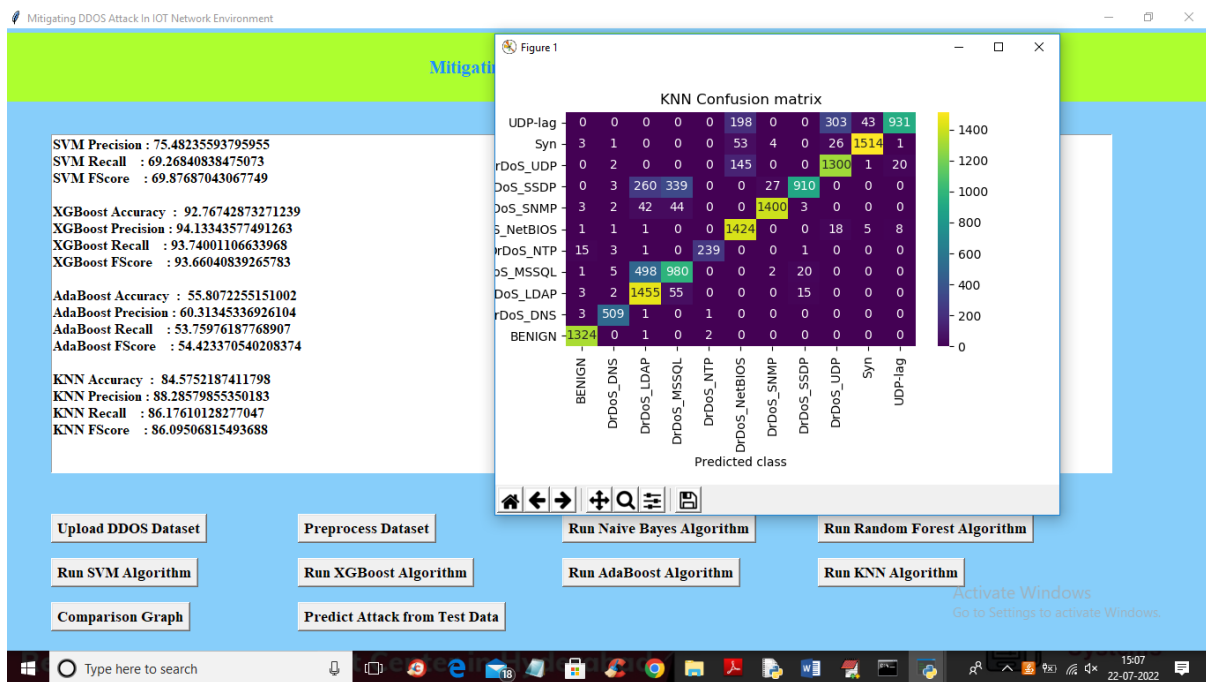 Mitigating DDOS Attack In IOT Network Environment
Figure 1
Mitigati
KNN Confusion matrix
SVM Precision : 75.48235593795955
SVM Recall : 69.26840838475073
SVM FScore : 69.87687043067749
XGBoost Accuracy : 92.76742873271239
XGBoost Precision : 94.13343577491263
XGBoost Recall : 93.74001106633968
XGBoost FScore : 93.66040839265783
AdaBoost Accuracy : 55.8072255151002
AdaBoost Precision : 60.31345336926104
AdaBoost Recall : 53.75976187768907
AdaBoost FScore : 54.423370540208374
KNN Accuracy : 84.5752187411798
KNN Precision : 88.28579855350183
KNN Recall : 86.17610128277047
KNN FScore : 86.09506815493688
UDP-lag 0 0 0 0 0 198 0 0 303 43 931
Syn 3 1 0 0 0 53 4 0 26 1514 1
rDoS_UDP 0 2 0 0 0 145 0 0 1300 1 20
DoS_SSDP 0 3 260 339 0 0 27 910 0 0 0
DoS_SNMP 3 2 42 44 0 0 1400 3 0 0 0
S_NetBIOS 1 1 1 0 0 1424 0 0 18 5 8
rDoS_NTP 15 3 1 0 239 0 0 1 0 0 0
oS_MSSQL 1 5 498 980 0 0 2 20 0 0 0
DoS_LDAP 3 2 1455 55 0 0 0 15 0 0 0
rDoS_DNS 3 509 1 0 1 0 0 0 0 0 0
BENIGN 1324 0 1 0 2 0 0 0 0 0 0
1400
1200
1000
800
600
400
200
0
BENIGN
DrDoS_DNS
DrDoS_LDAP
DrDoS_MSSQL
DrDoS_NTP
DrDoS_NetBIOS
DrDoS_SNMP
DrDoS_SSDP
DrDoS_UDP
Syn
UDP-lag
Predicted class
Upload DDOS Dataset
Preprocess Dataset
Run Naive Bayes Algorithm
Run Random Forest Algorithm
Run SVM Algorithm
Run XGBoost Algorithm
Run AdaBoost Algorithm
Run KNN Algorithm
Comparison Graph
Predict Attack from Test Data
Activate Windows
Go to Settings to activate Windows.
Type here to search
18
15:07
22-07-2022